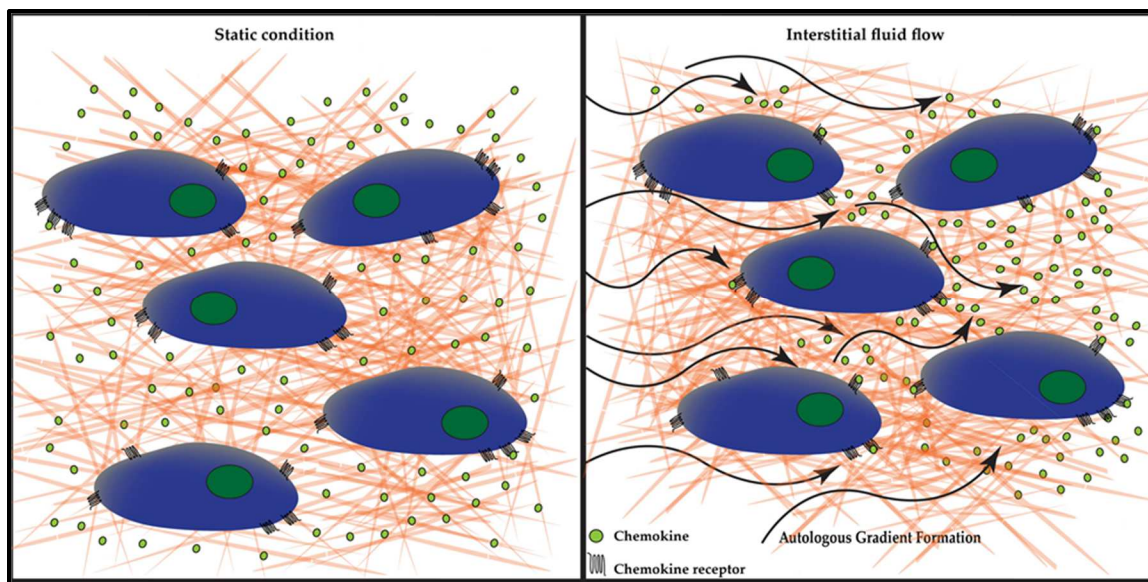 Static condition
Interstitial fluid flow
Chemokine
Autologous Gradient Formation
Chemokine receptor